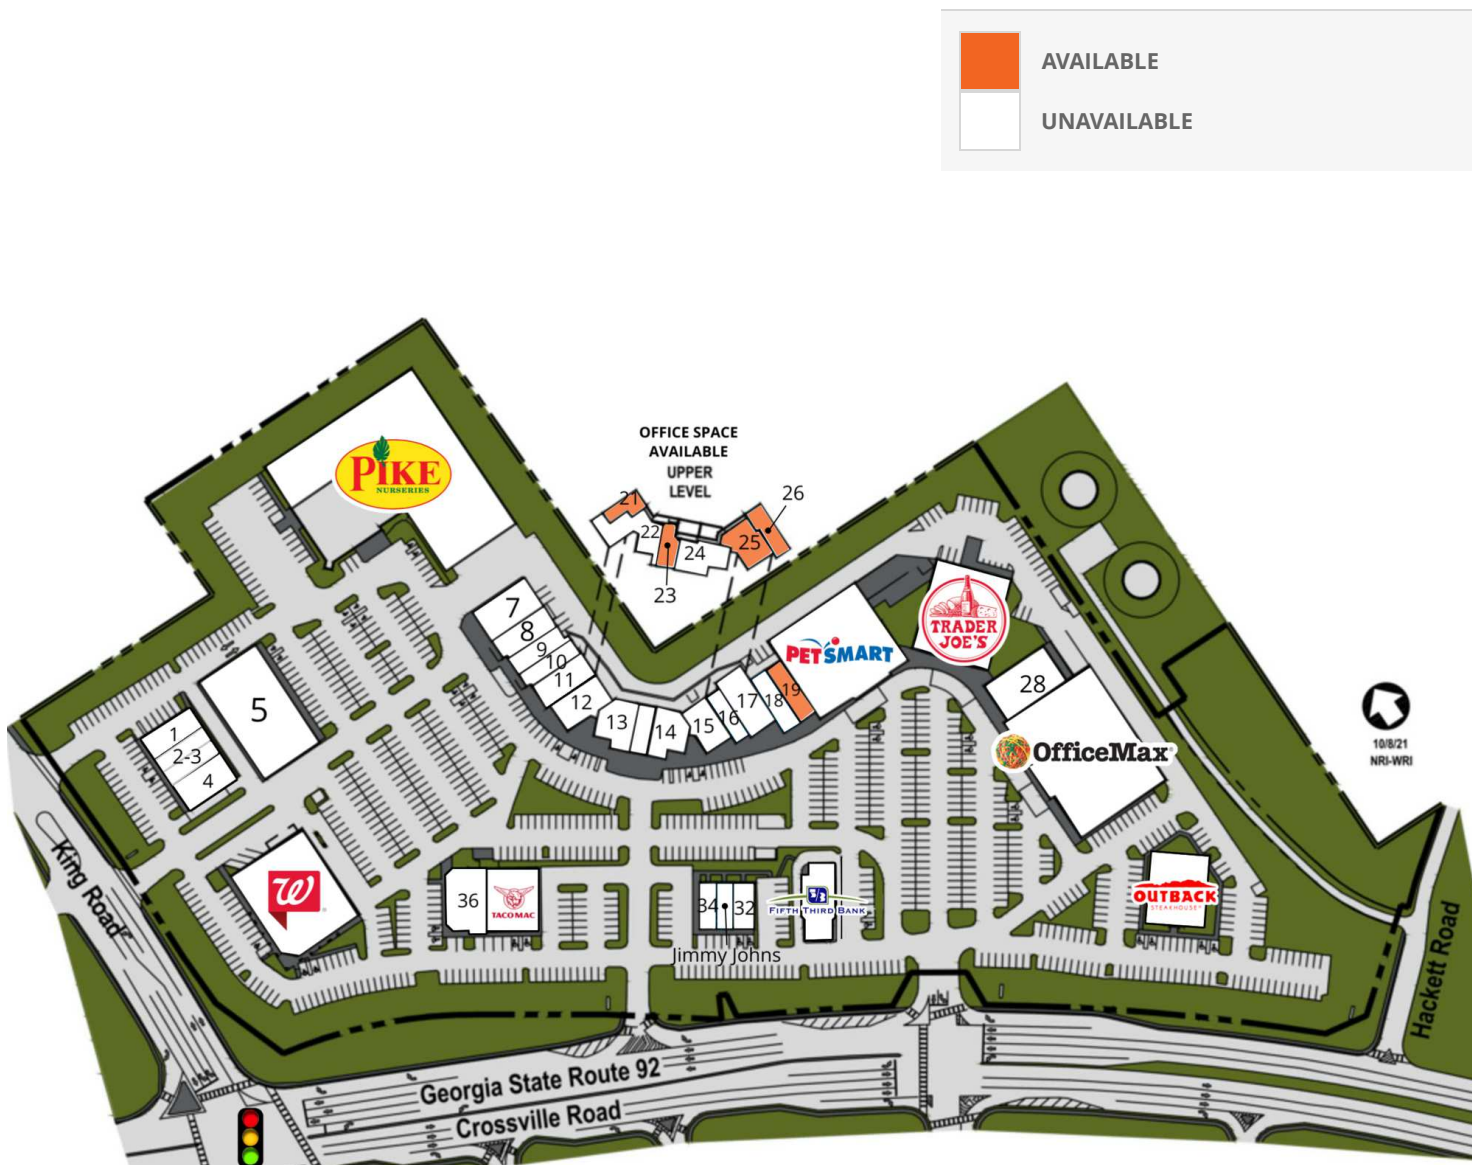 AVAILABLE
UNAVAILABLE
OFFICE SPACE
AVAILABLE
UPPER
LEVEL
PIKE
NURSERIES
21
22
23
24
25
26
7
8
9
10
11
12
13
14
15
16
17
18
19
PETSMART
TRADER
JOE'S
28
OfficeMax
5
1
2-3
4
10/8/21
NRI-WRI
W
36
TACO MAC
34
32
Jimmy Johns
FIFTH THIRD BANK
OUTBACK
STEAKHOUSE
King Road
Hackett Road
Georgia State Route 92
Crossville Road